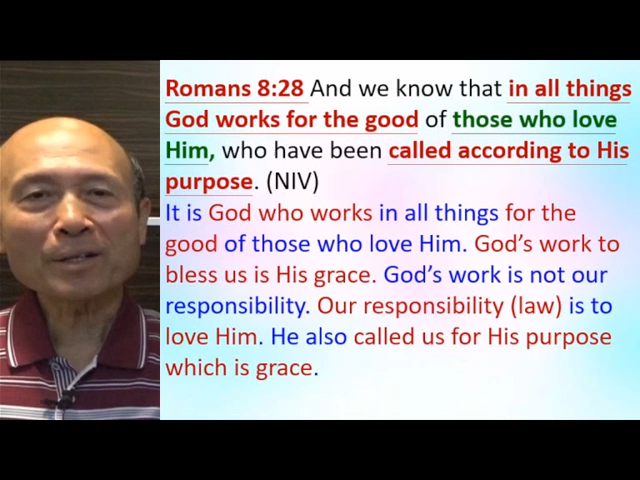 Romans 8:28 And we know that in all things
God works for the good of those who love
Him, who have been called according to His
purpose. (NIV)
It is God who works in all things for the
good of those who love Him. God’s work to
bless us is His grace. God’s work is not our
responsibility. Our responsibility (law) is to
love Him. He also called us for His purpose
which is grace.